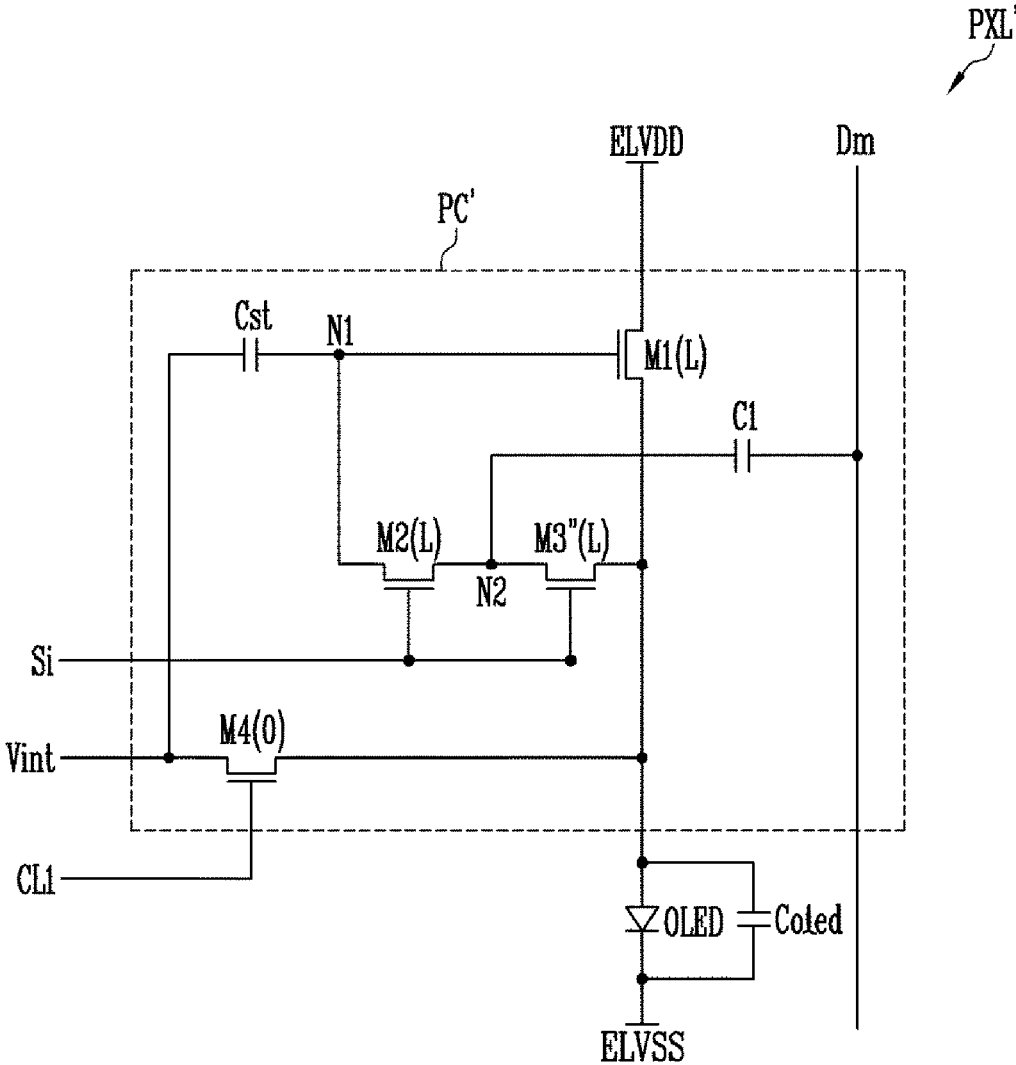 PXL'
ELVDD
Dm
PC'
Cst
N1
M1(L)
C1
M2(L)
M3"(L)
N2
Si
M4(O)
Vint
CL1
OLED
Coled
ELVSS